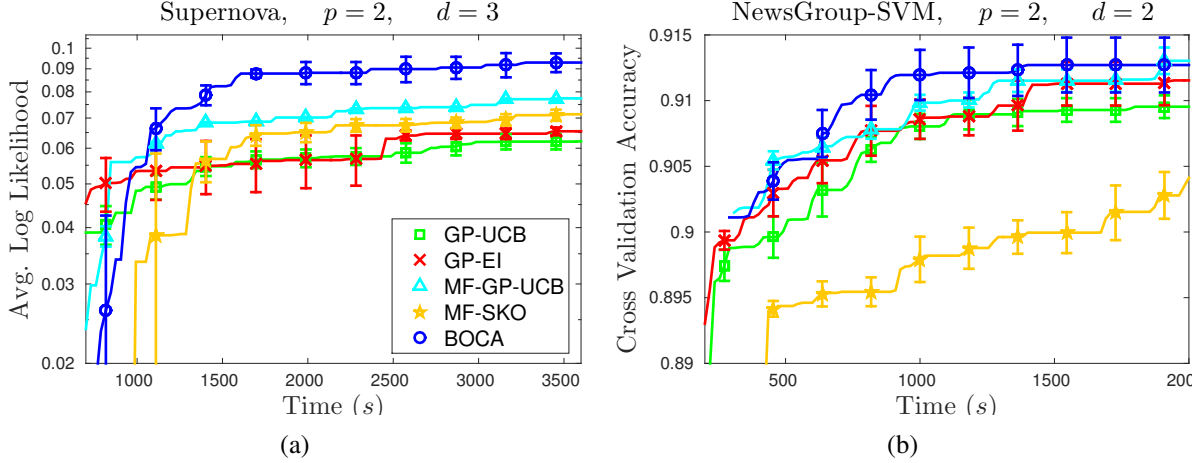 Supernova, p = 2, d = 3
Avg. Log Likelihood
0.1
0.09
0.08
0.07
0.06
0.05
0.04
0.03
0.02
GP-UCB
GP-EI
MF-GP-UCB
MF-SKO
BOCA
1000 1500 2000 2500 3000 3500
Time (s)
(a)
NewsGroup-SVM, p = 2, d = 2
Cross Validation Accuracy
0.915
0.91
0.905
0.9
0.895
0.89
500 1000 1500 200
Time (s)
(b)